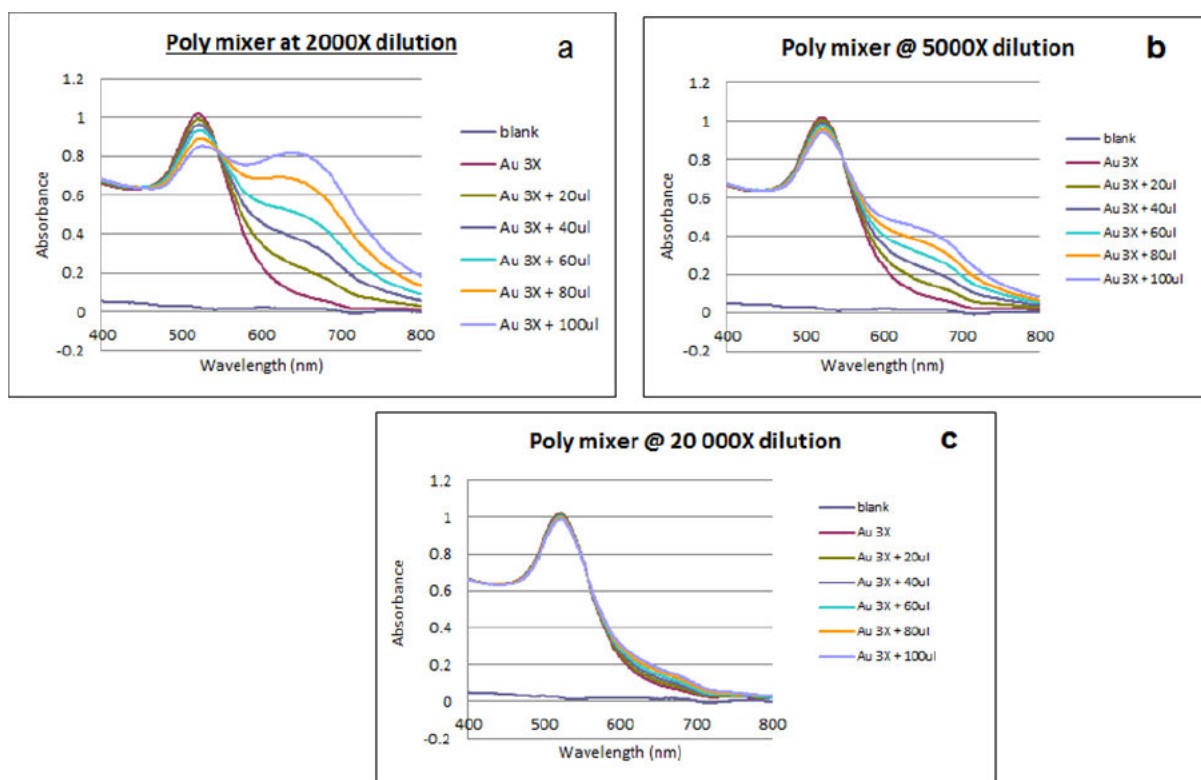 Poly mixer at 2000X dilution
a
1.2
1
0.8
0.6
0.4
0.2
0
-0.2
400 500 600 700 800
Absorbance
Wavelength (nm)
blank
Au 3X
Au 3X + 20ul
Au 3X + 40ul
Au 3X + 60ul
Au 3X + 80ul
Au 3X + 100ul
Poly mixer @ 5000X dilution
b
1.2
1
0.8
0.6
0.4
0.2
0
-0.2
400 500 600 700 800
Absorbance
Wavelength (nm)
blank
Au 3X
Au 3X + 20ul
Au 3X + 40ul
Au 3X + 60ul
Au 3X + 80ul
Au 3X + 100ul
Poly mixer @ 20 000X dilution
c
1.2
1
0.8
0.6
0.4
0.2
0
-0.2
400 500 600 700 800
Absorbance
Wavelength (nm)
blank
Au 3X
Au 3X + 20ul
Au 3X + 40ul
Au 3X + 60ul
Au 3X + 80ul
Au 3X + 100ul